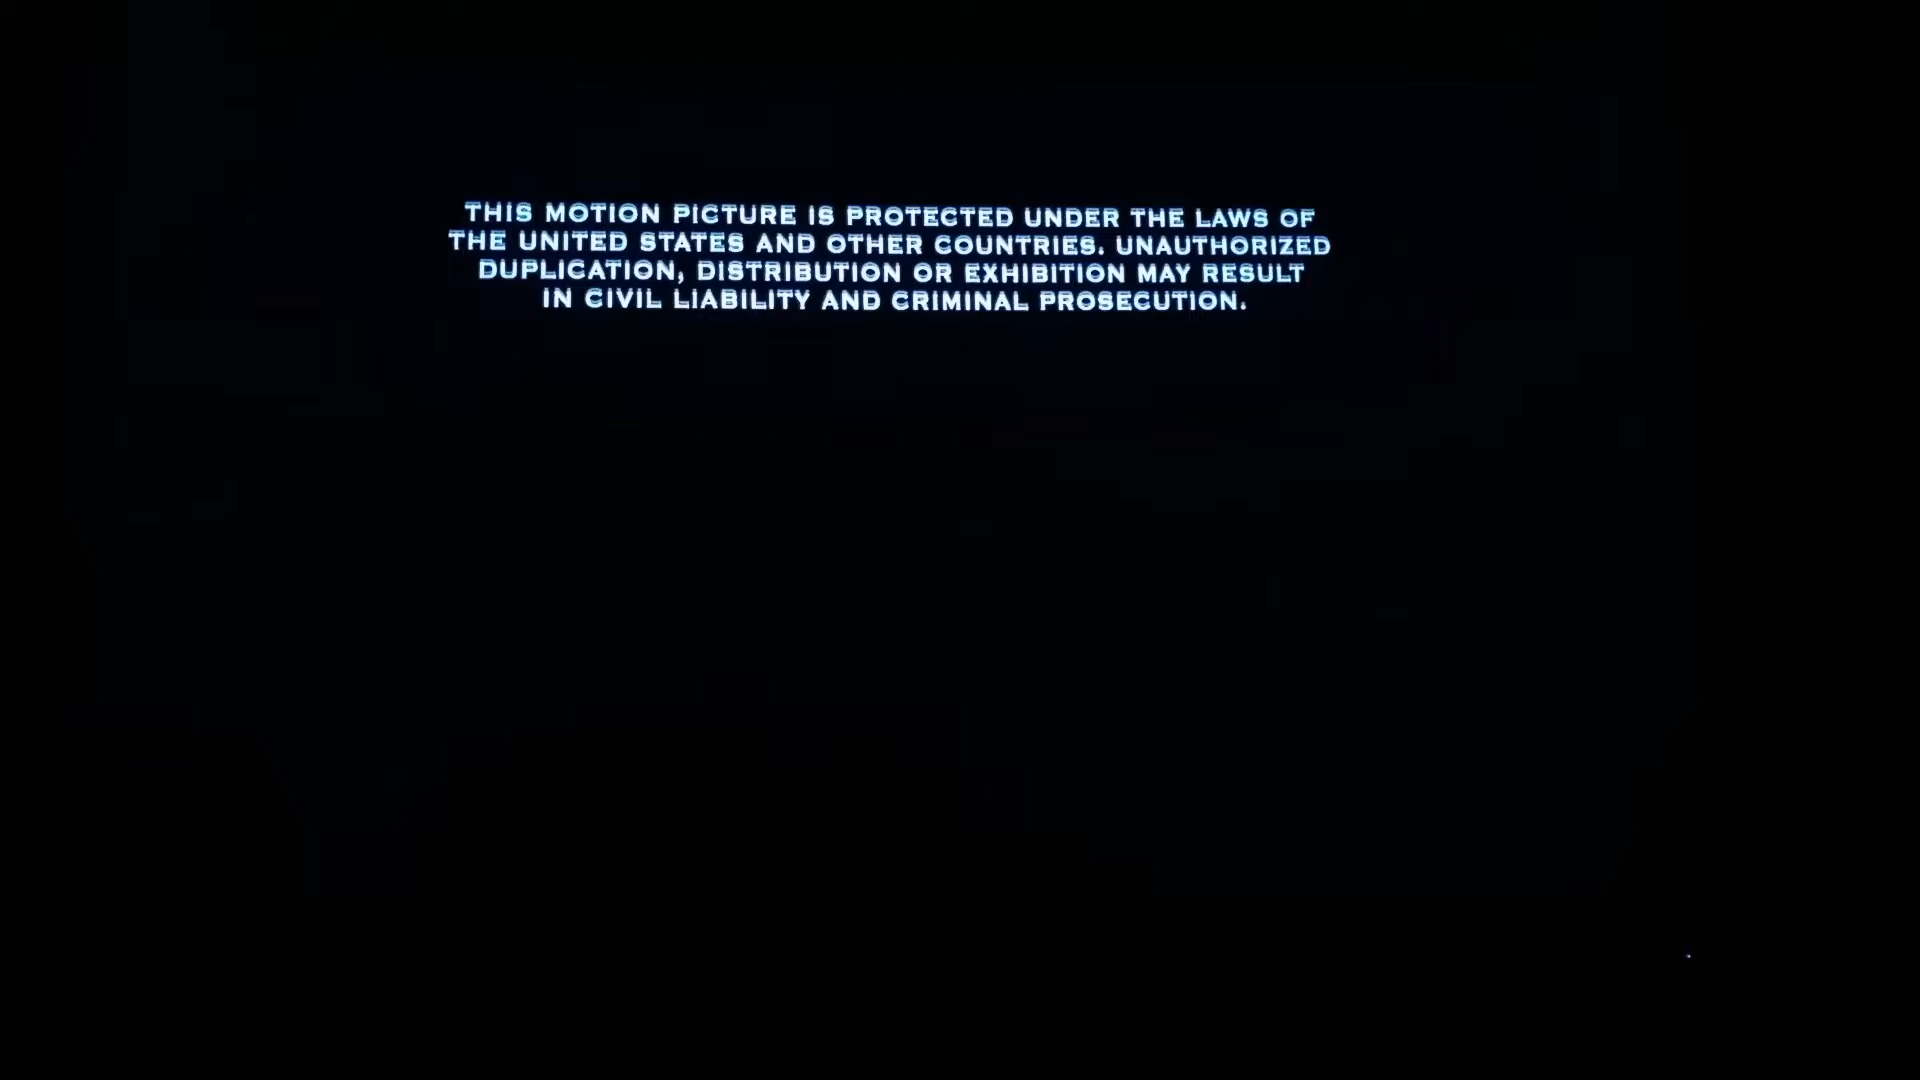 THIS MOTION PICTURE IS PROTECTED UNDER THE LAWS OF
THE UNITED STATES AND OTHER COUNTRIES. UNAUTHORIZED
DUPLICATION, DISTRIBUTION OR EXHIBITION MAY RESULT
IN CIVIL LIABILITY AND CRIMINAL PROSECUTION.